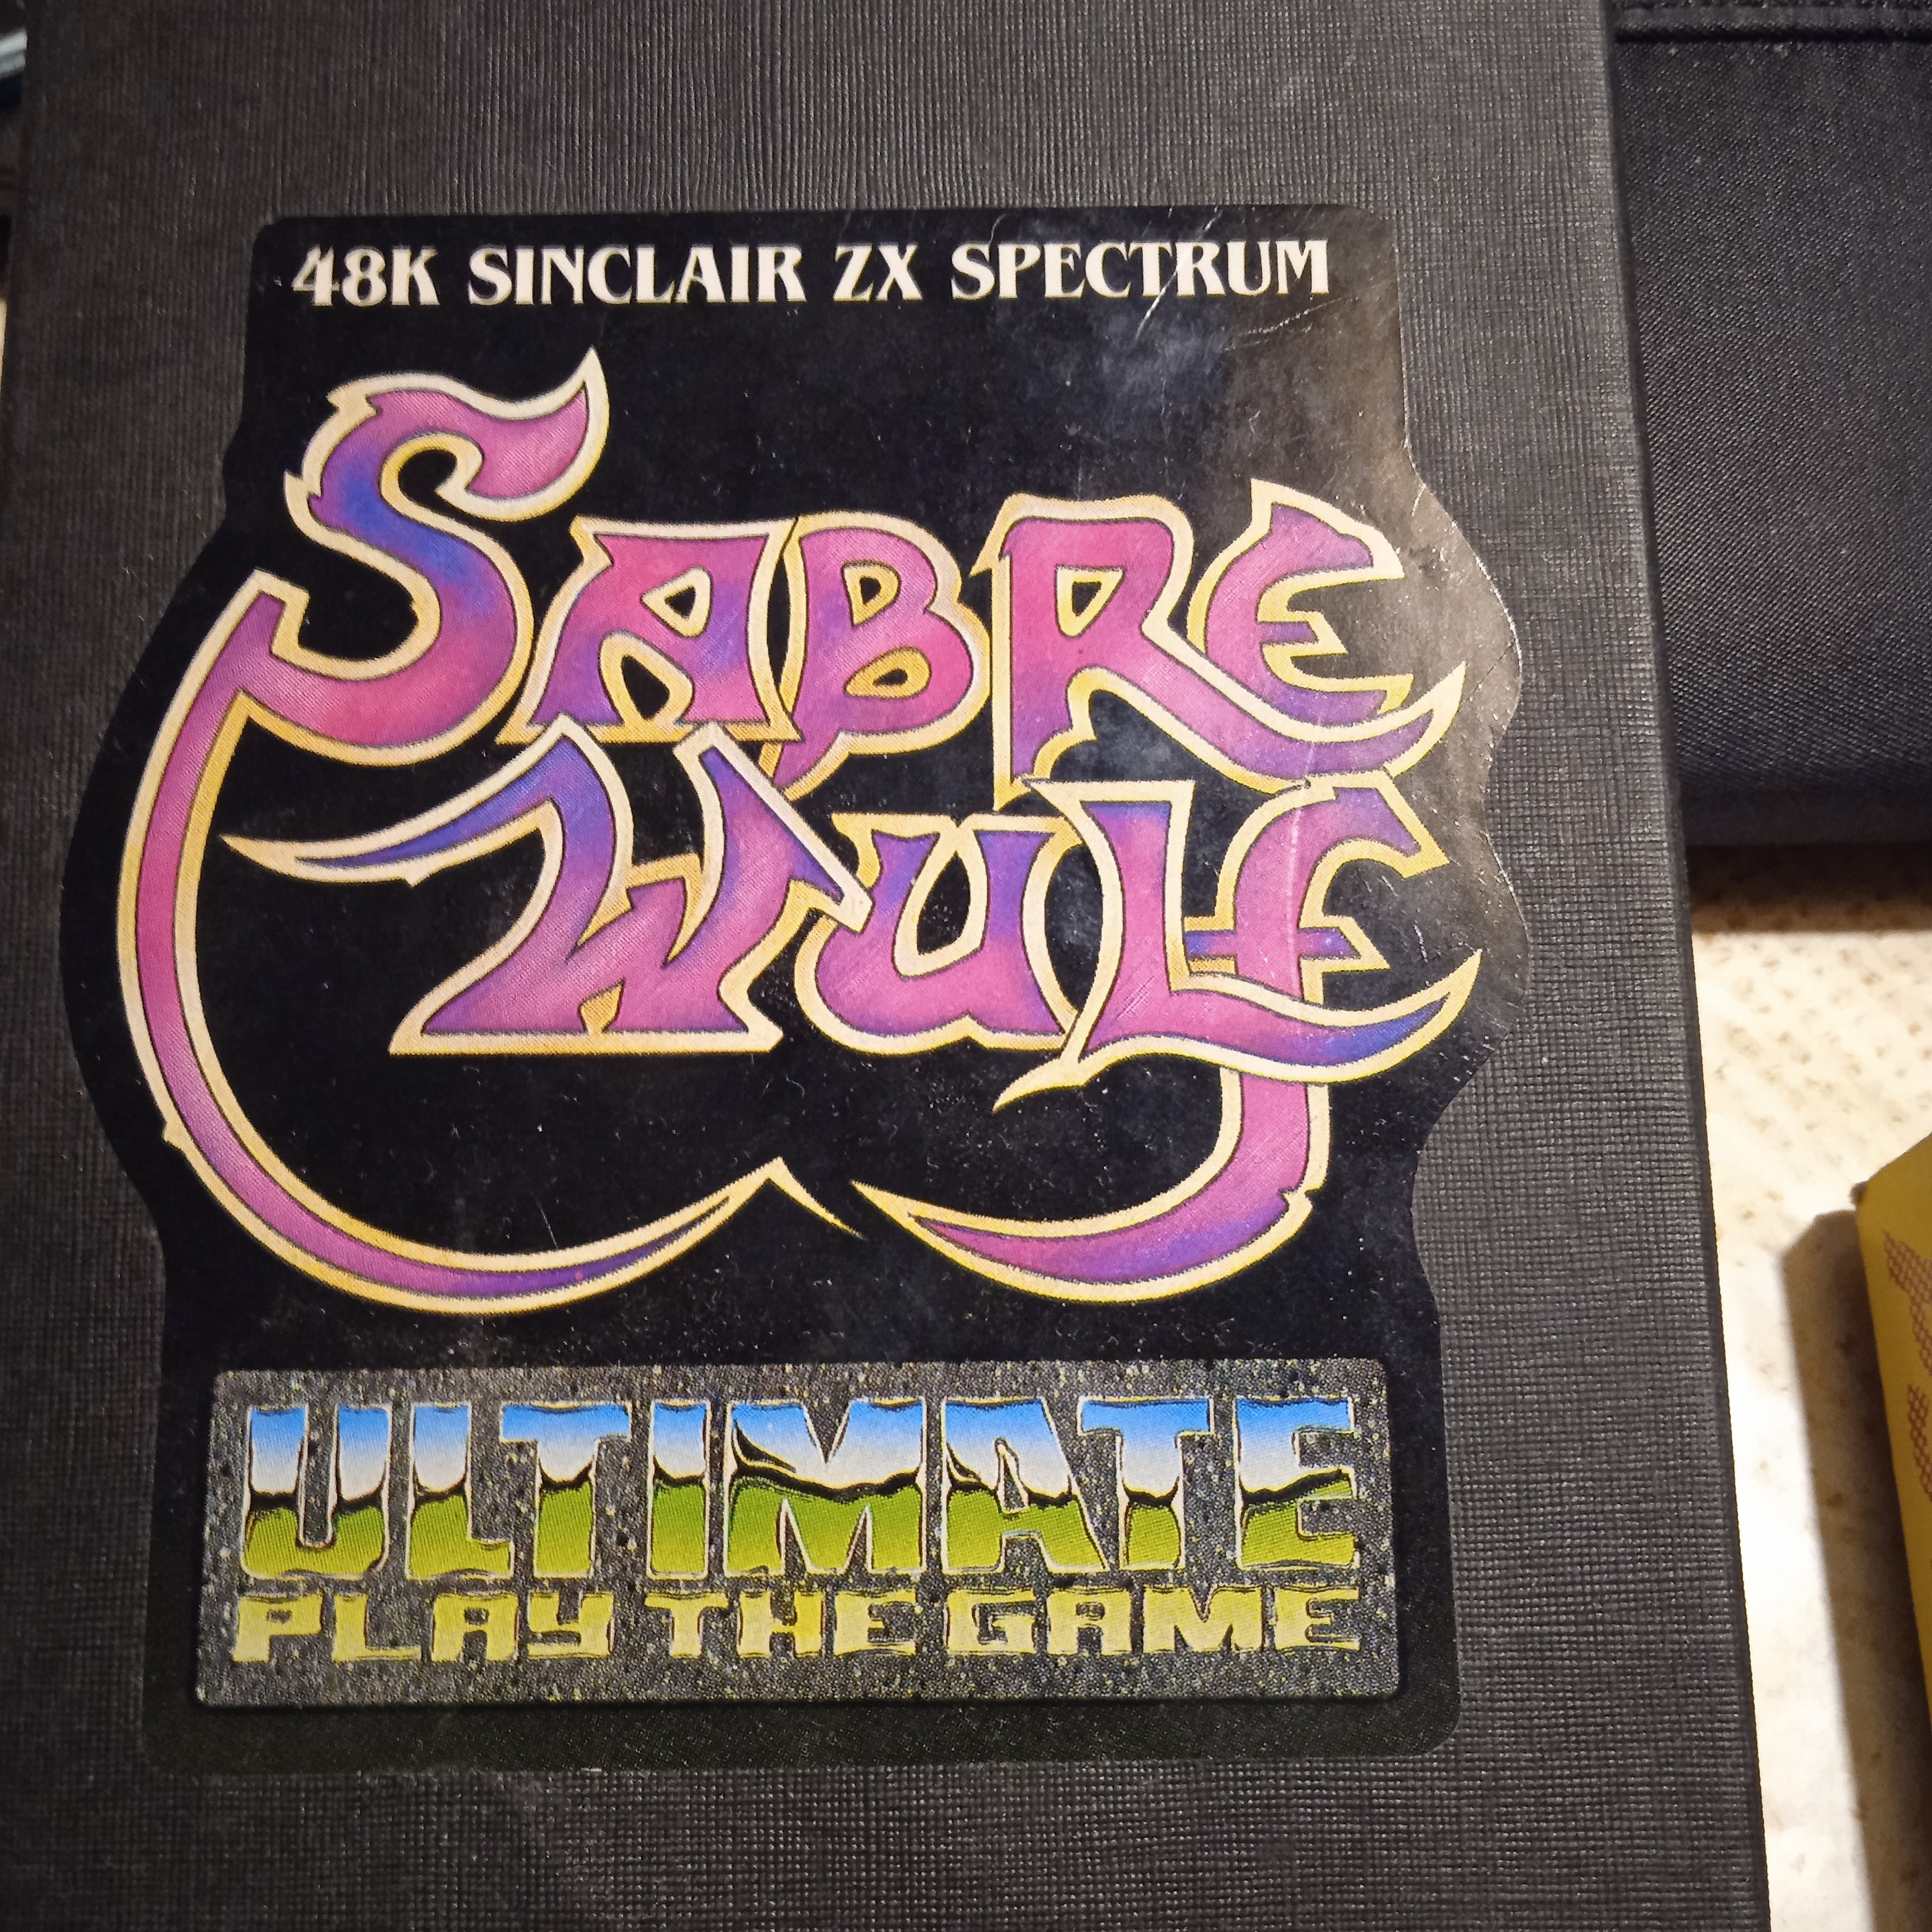 48K SINCLAIR ZX SPECTRUM
SABRE
WULF
ULTIMATE
PLAY THE GAME